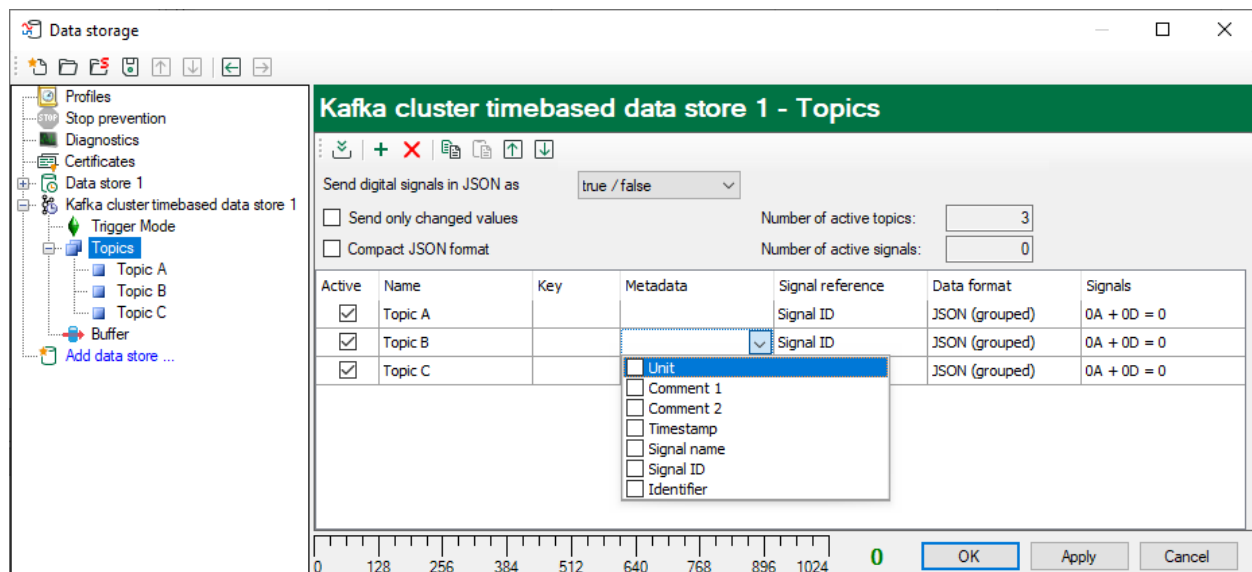 Data storage
Profiles
STOP Stop prevention
Diagnostics
Certificates
Data store 1
Kafka cluster timebased data store 1
Trigger Mode
Topics
Topic A
Topic B
Topic C
Buffer
Add data store ...
Kafka cluster timebased data store 1 - Topics
Send digital signals in JSON as true / false
Send only changed values Number of active topics: 3
Compact JSON format Number of active signals: 0
Active Name Key Metadata Signal reference Data format Signals
Topic A Signal ID JSON (grouped) 0A + 0D = 0
Topic B Signal ID JSON (grouped) 0A + 0D = 0
Topic C JSON (grouped) 0A + 0D = 0
Unit
Comment 1
Comment 2
Timestamp
Signal name
Signal ID
Identifier
0 128 256 384 512 640 768 896 1024 0 OK Apply Cancel